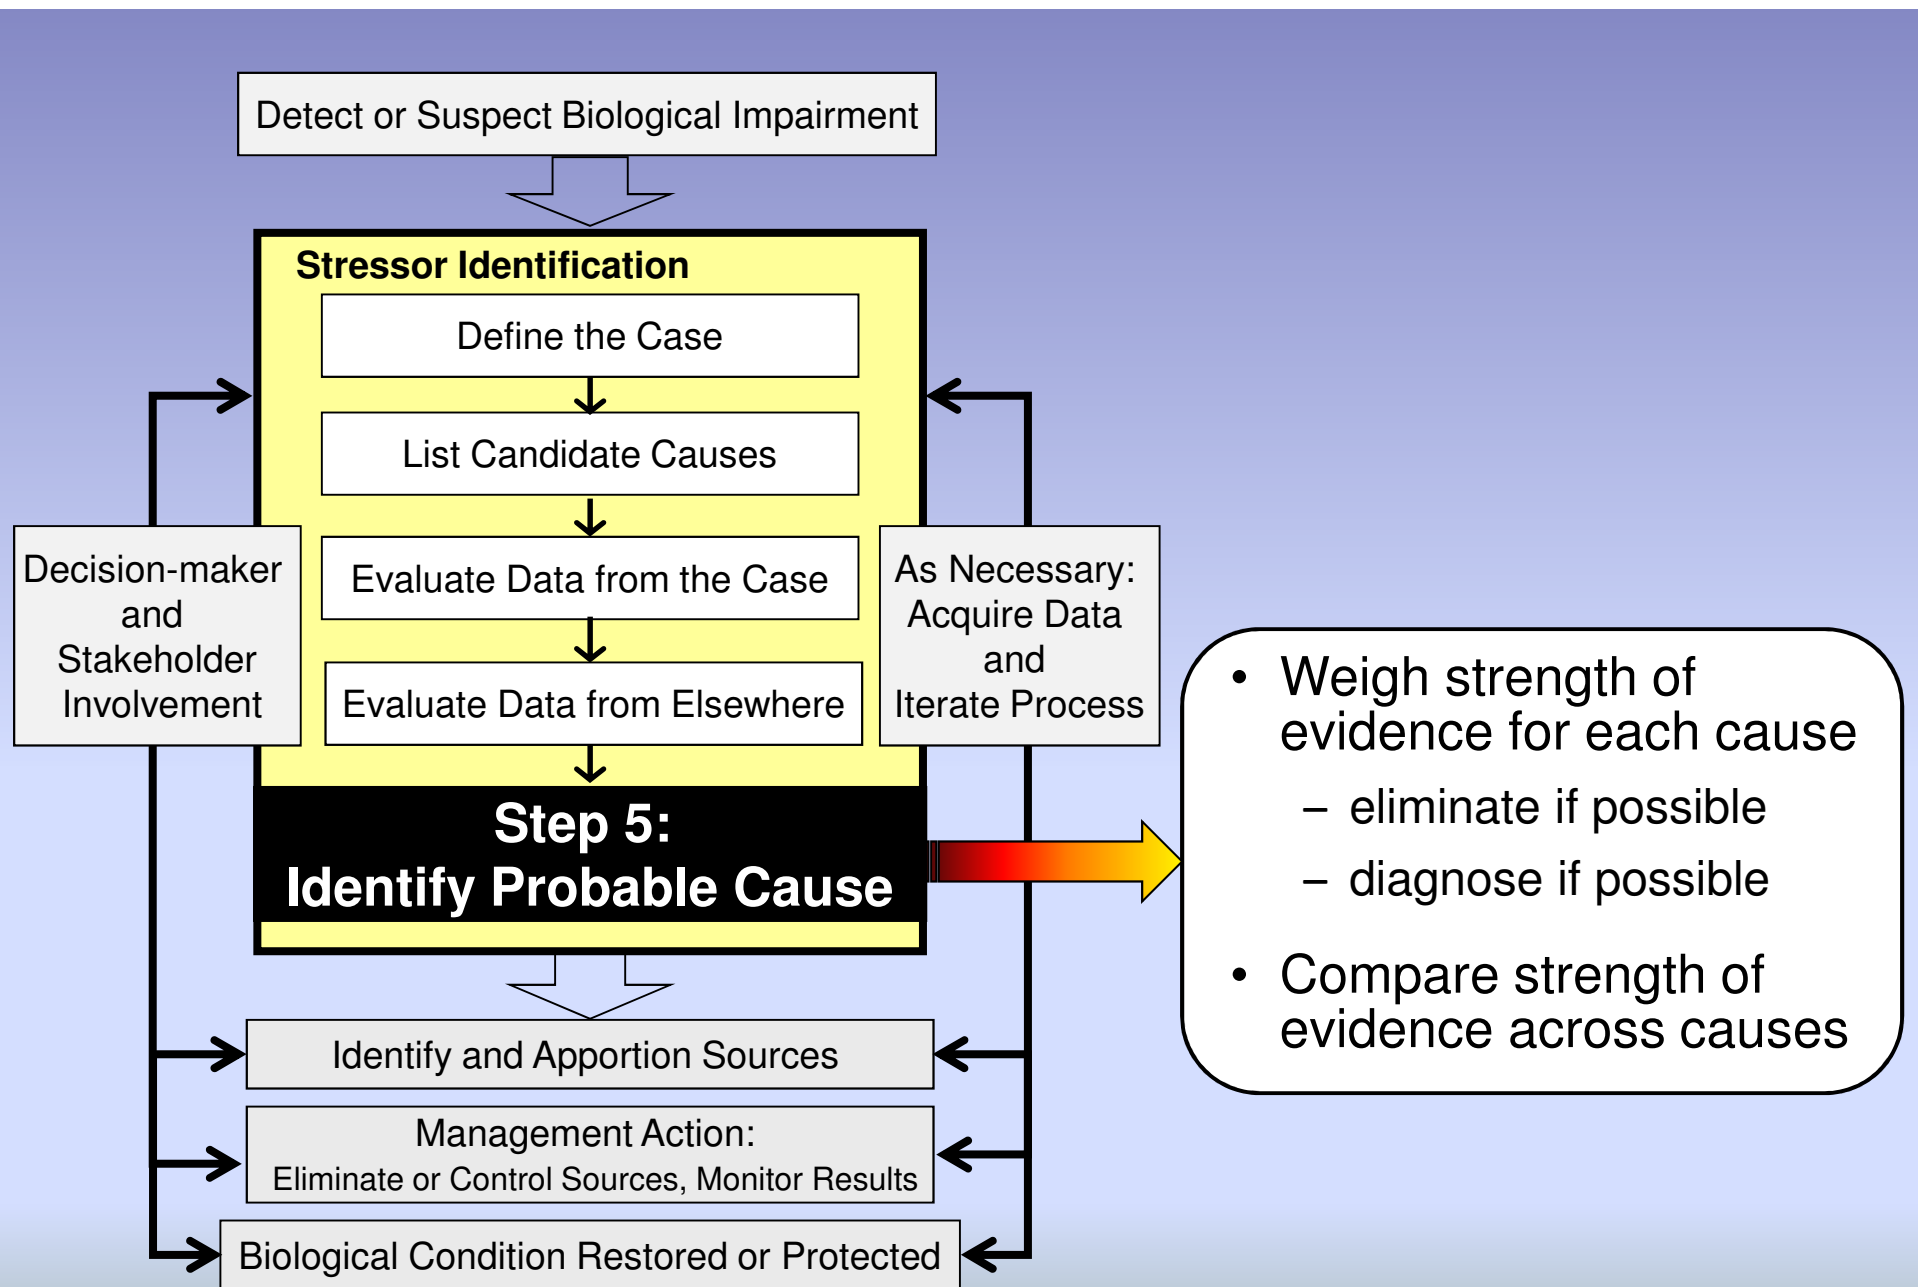 Detect or Suspect Biological Impairment
Stressor Identification
Define the Case
List Candidate Causes
Evaluate Data from the Case
Evaluate Data from Elsewhere
Step 5:
Identify Probable Cause
Decision-maker
and
Stakeholder
Involvement
As Necessary:
Acquire Data
and
Iterate Process
• Weigh strength of
evidence for each cause
– eliminate if possible
– diagnose if possible
• Compare strength of
evidence across causes
Identify and Apportion Sources
Management Action:
Eliminate or Control Sources, Monitor Results
Biological Condition Restored or Protected